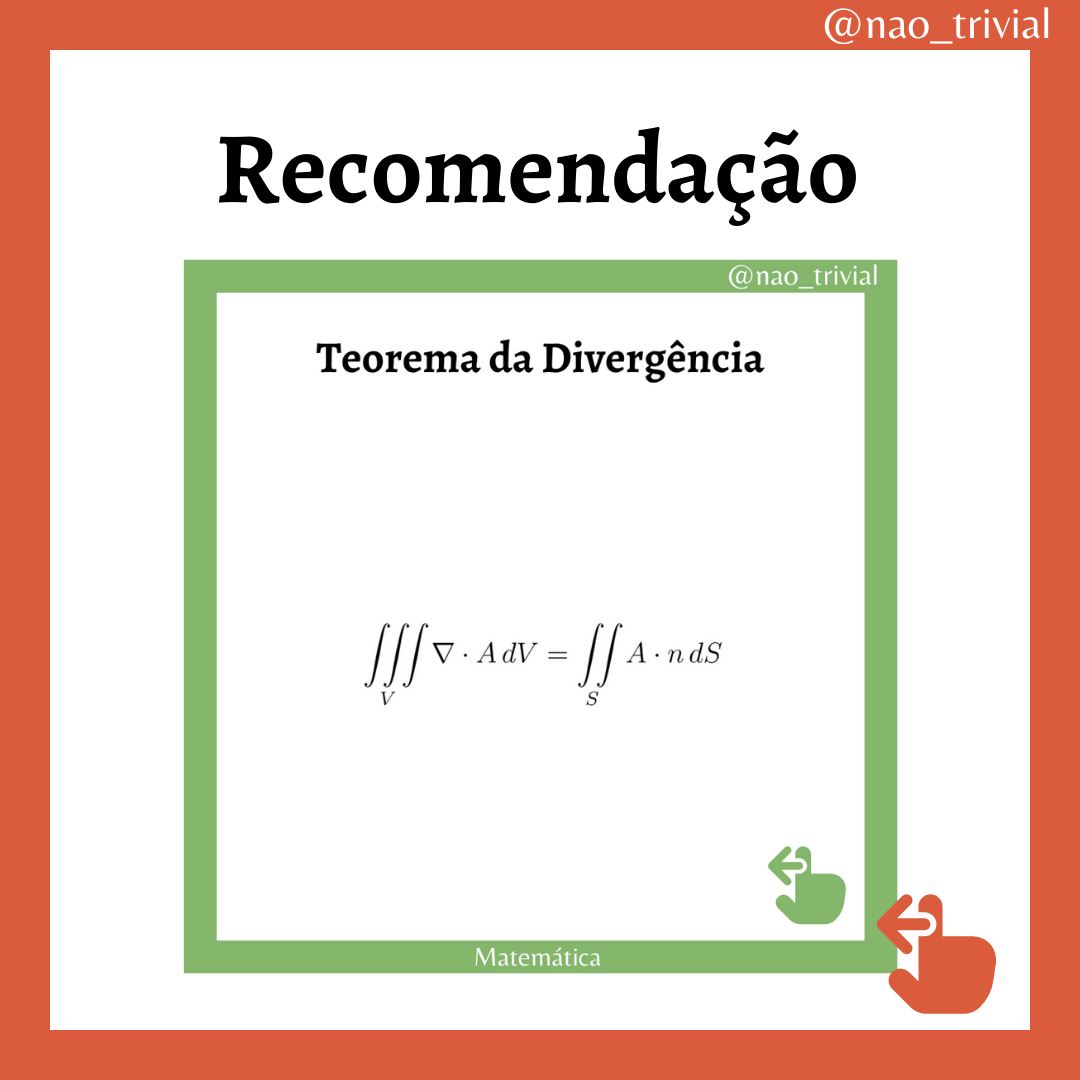 @nao_trivial
Recomendação
@nao_trivial
Teorema da Divergência
∭_V ∇ · A dV = ∬_S A · n dS
Matemática